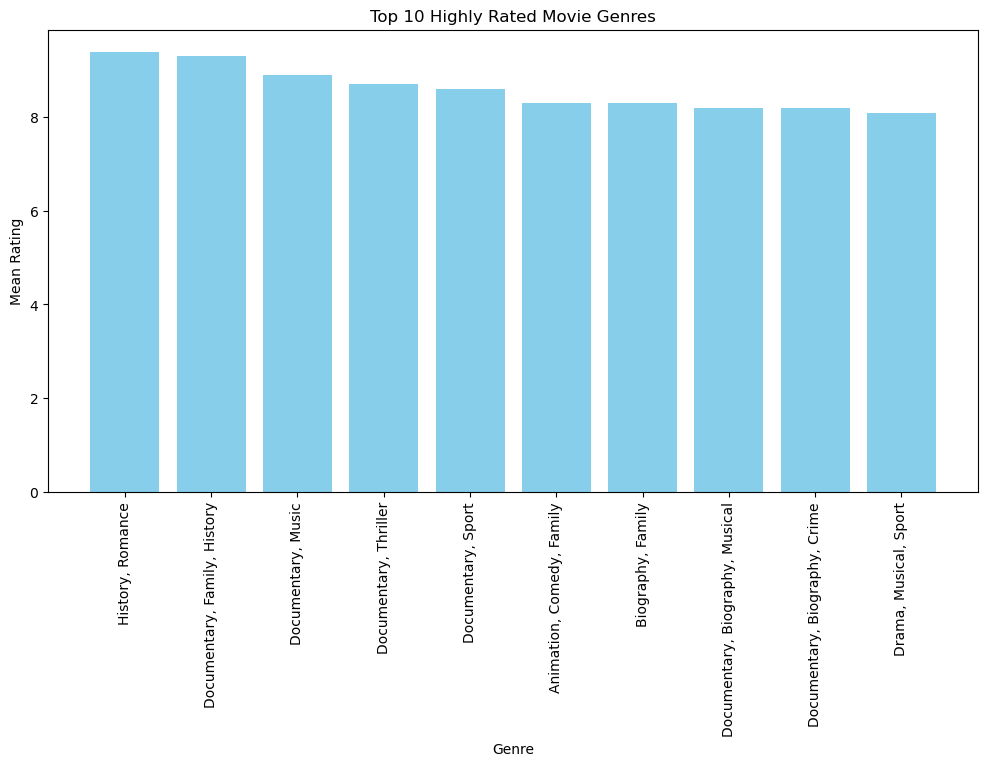 Top 10 Highly Rated Movie Genres
Mean Rating
8
6
4
2
0
History, Romance
Documentary, Family, History
Documentary, Music
Documentary, Thriller
Documentary, Sport
Animation, Comedy, Family
Biography, Family
Documentary, Biography, Musical
Documentary, Biography, Crime
Drama, Musical, Sport
Genre